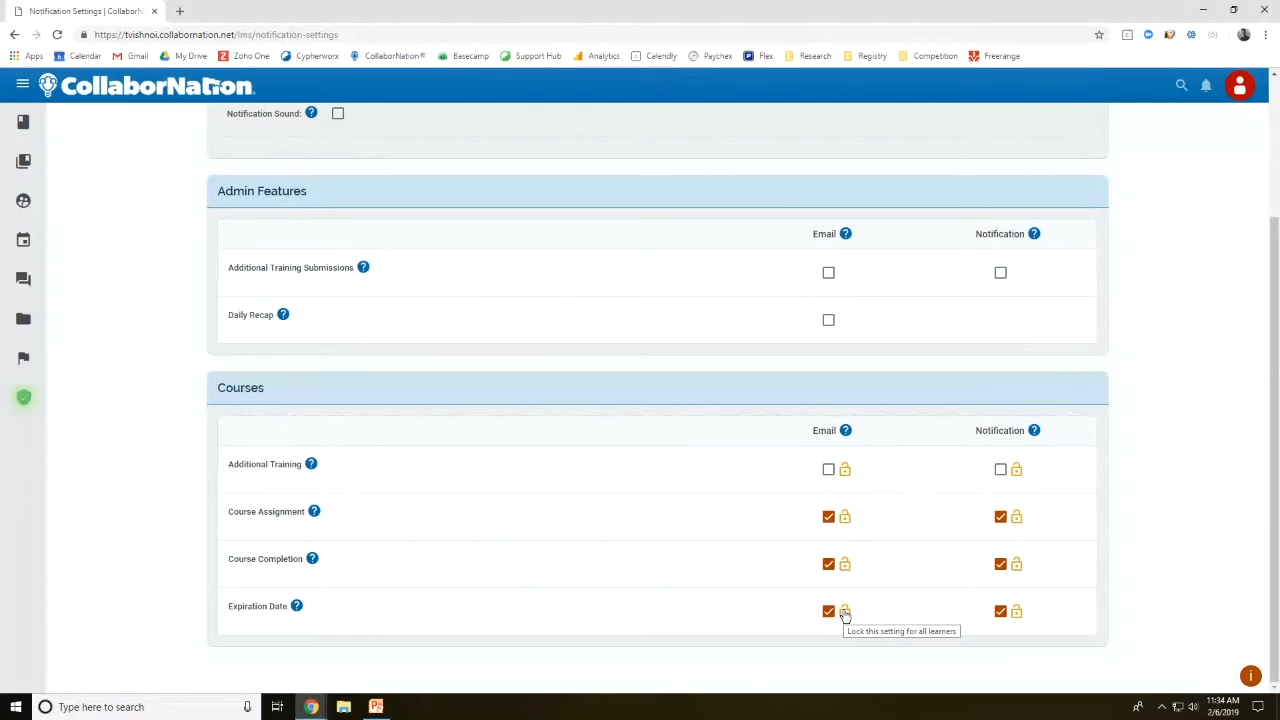 Notification Settings | CollaborN
https://tvishnoi.collabornation.net/lms/notification-settings
Apps Calendar Gmail My Drive Zoho One Cypherworx CollaborNation® Basecamp Support Hub Analytics Calendly Paychex Flex Research Registry Competition Freerange
CollaborNation.
Notification Sound: ?
Admin Features
Email ? Notification ?
Additional Training Submissions ?
Daily Recap ?
Courses
Email ? Notification ?
Additional Training ?
Course Assignment ?
Course Completion ?
Expiration Date ?
Lock this setting for all learners
i
Type here to search
11:34 AM
2/6/2019